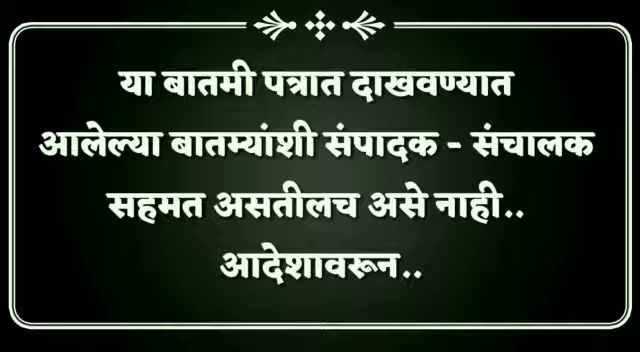 या बातमी पत्रात दाखवण्यात
आलेल्या बातम्यांशी संपादक - संचालक
सहमत असतीलच असे नाही..
आदेशावरून..